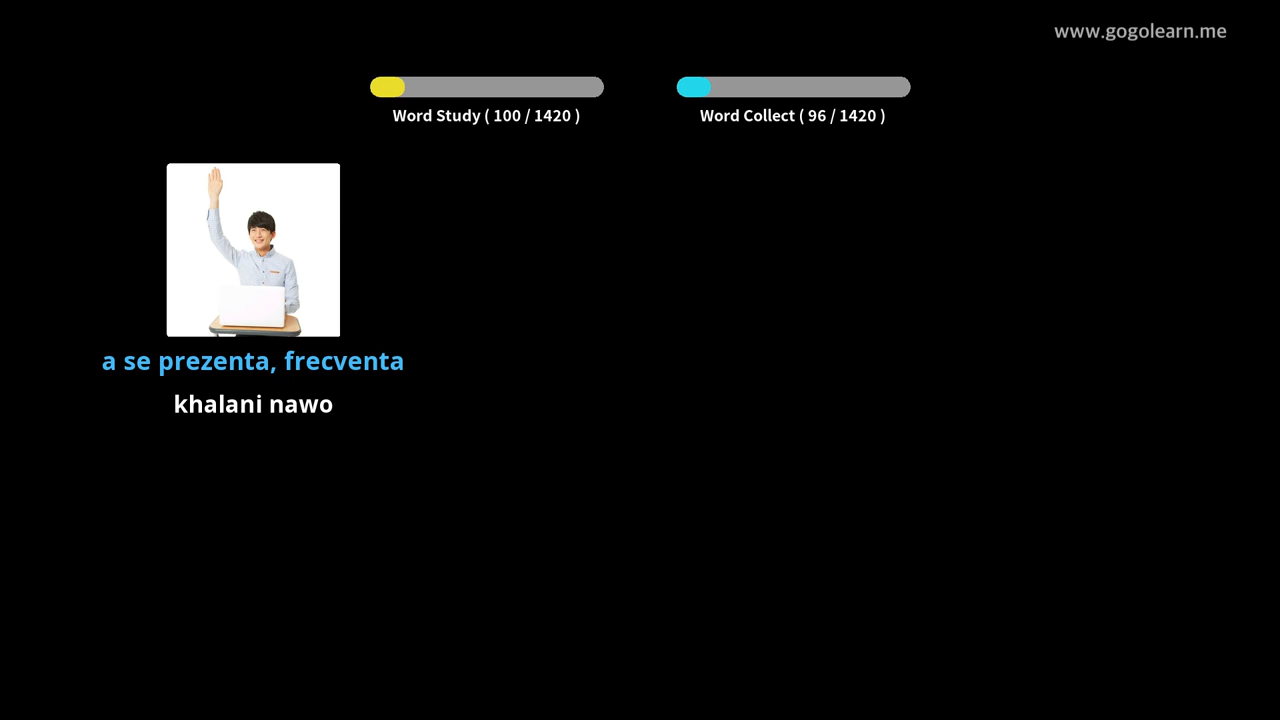 www.gogolearn.me
Word Study ( 100 / 1420 )
Word Collect ( 96 / 1420 )
a se prezenta, frecventa
khalani nawo